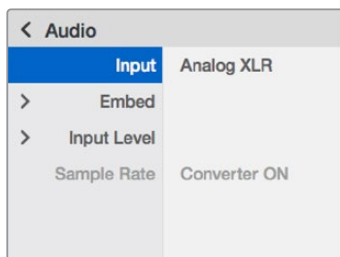 Audio
Input Analog XLR
Embed
Input Level
Sample Rate Converter ON